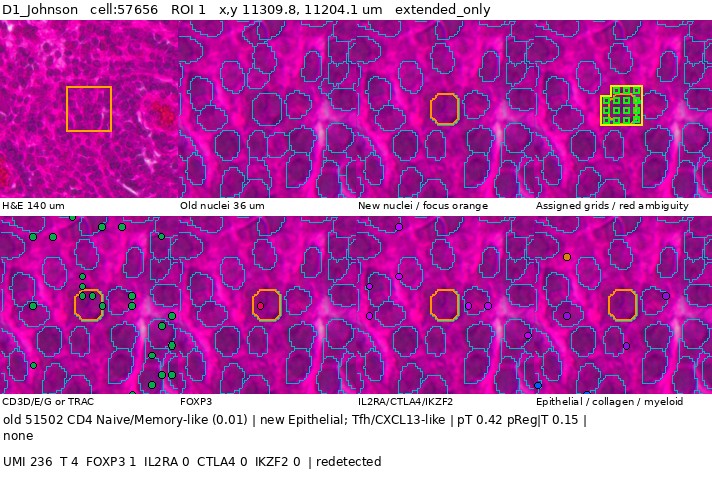 D1_Johnson cell:57656 ROI 1 x,y 11309.8, 11204.1 um extended_only
H&E 140 um
Old nuclei 36 um
New nuclei / focus orange
Assigned grids / red ambiguity
CD3D/E/G or TRAC
FOXP3
IL2RA/CTLA4/IKZF2
Epithelial / collagen / myeloid
old 51502 CD4 Naive/Memory-like (0.01) | new Epithelial; Tfh/CXCL13-like | pT 0.42 pReg|T 0.15 |
none
UMI 236 T 4 FOXP3 1 IL2RA 0 CTLA4 0 IKZF2 0 | redetected